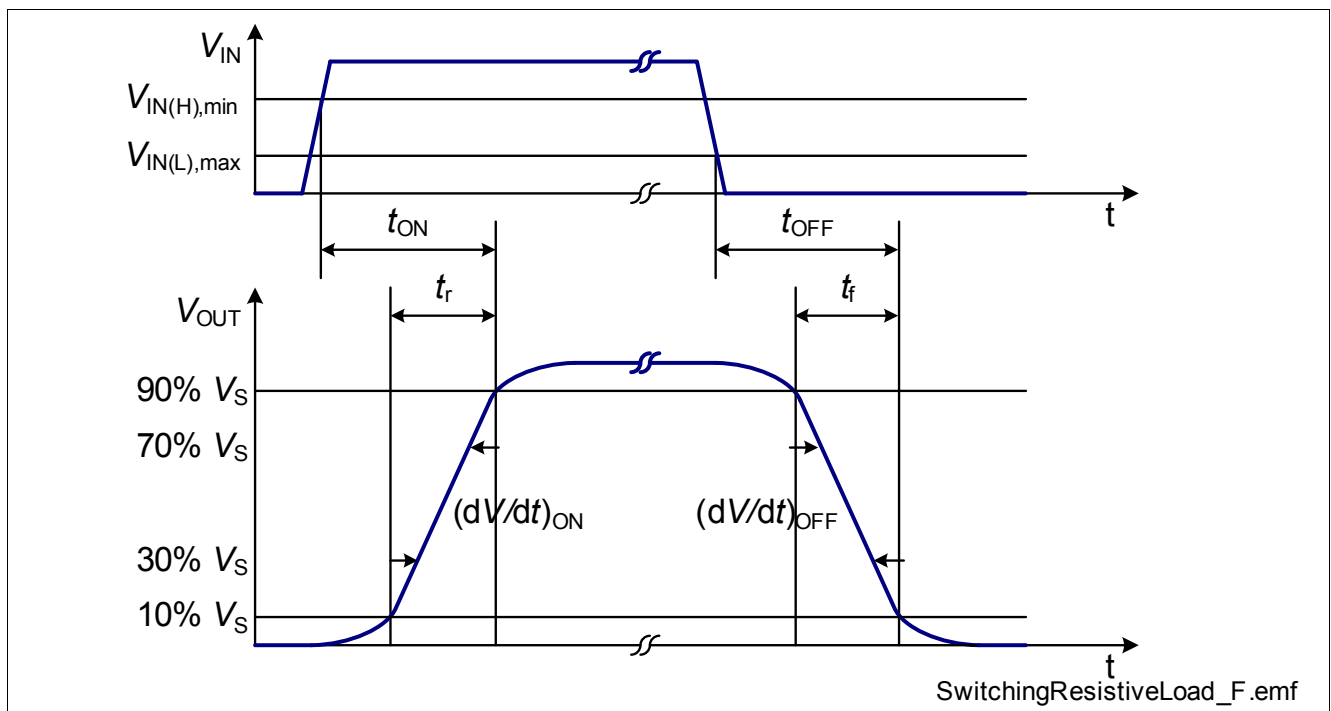 VIN
VIN(H),min
VIN(L),max
t
tON
tOFF
tr
tf
VOUT
90% VS
70% VS
(dV/dt)ON
(dV/dt)OFF
30% VS
10% VS
t
SwitchingResistiveLoad_F.emf